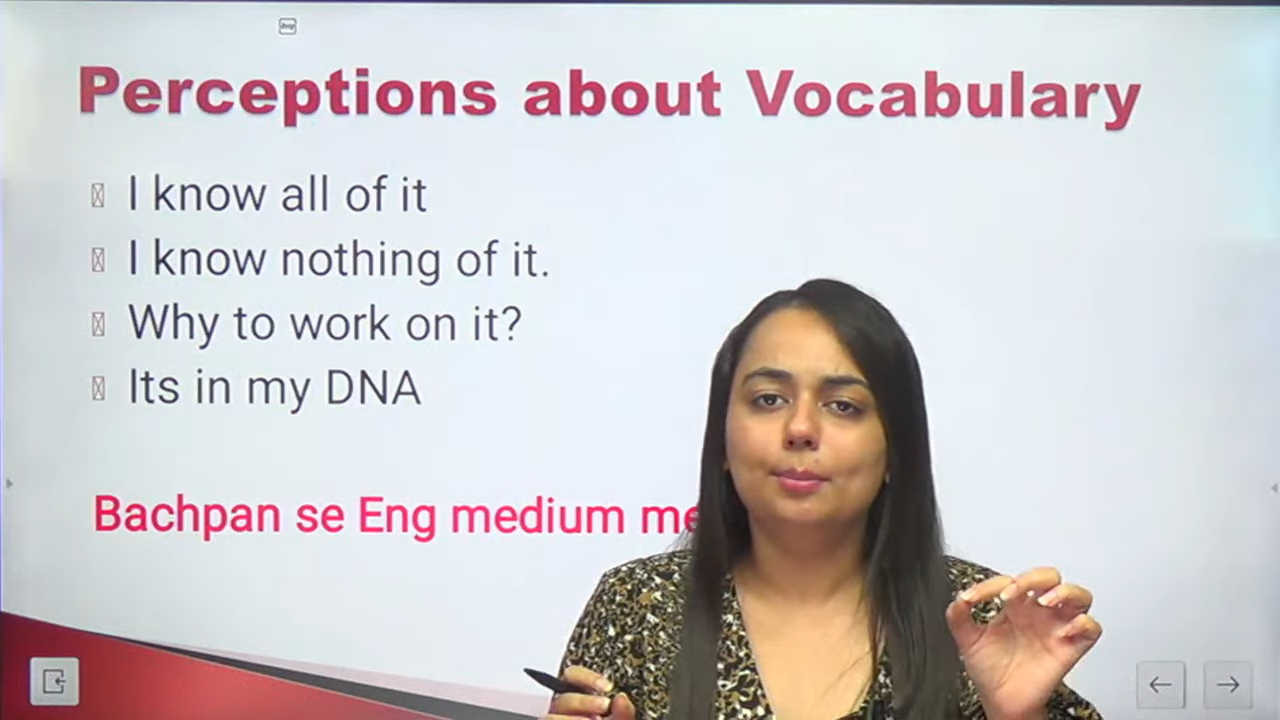 Perceptions about Vocabulary
I know all of it
I know nothing of it.
Why to work on it?
Its in my DNA
Bachpan se Eng medium me